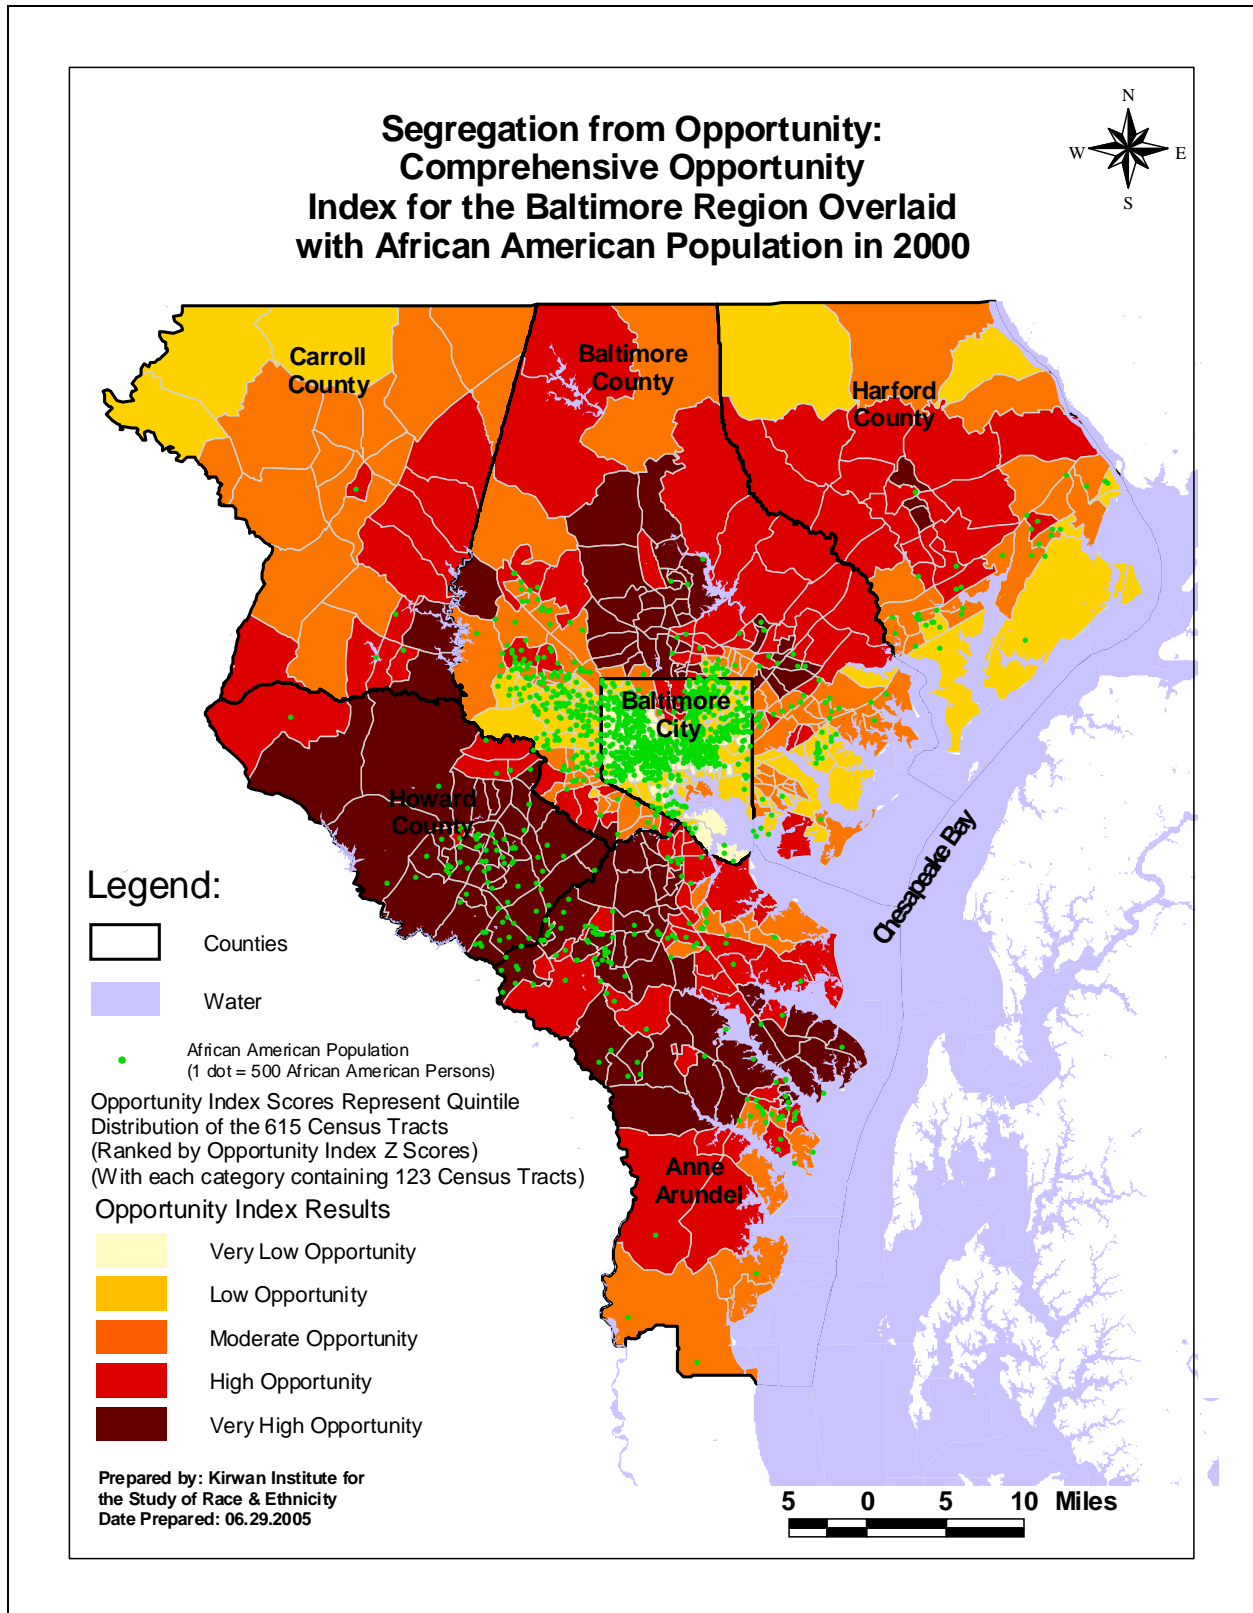 Segregation from Opportunity:
Comprehensive Opportunity
Index for the Baltimore Region Overlaid
with African American Population in 2000
N
W
E
S
Carroll
County
Baltimore
County
Harford
County
Baltimore
City
Howard
County
Chesapeake Bay
Anne
Arundel
Legend:
Counties
Water
African American Population
(1 dot = 500 African American Persons)
Opportunity Index Scores Represent Quintile
Distribution of the 615 Census Tracts
(Ranked by Opportunity Index Z Scores)
(With each category containing 123 Census Tracts)
Opportunity Index Results
Very Low Opportunity
Low Opportunity
Moderate Opportunity
High Opportunity
Very High Opportunity
Prepared by: Kirwan Institute for
the Study of Race & Ethnicity
Date Prepared: 06.29.2005
5 0 5 10 Miles